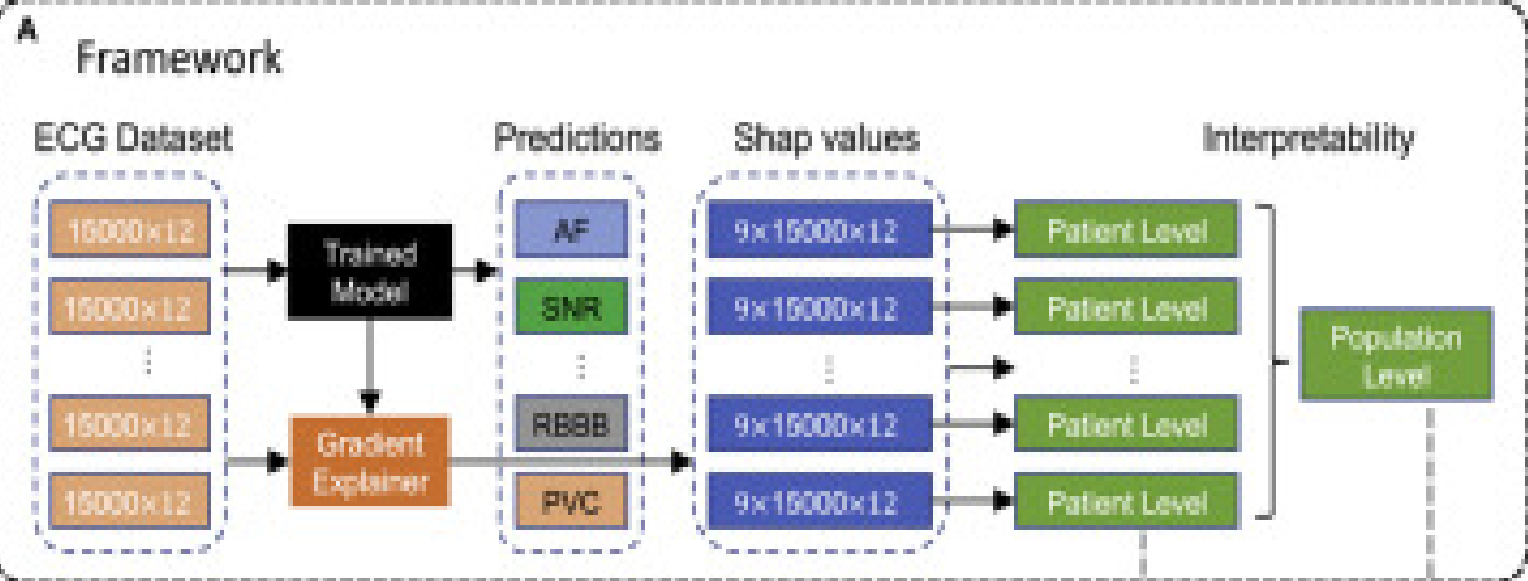 A
Framework
ECG Dataset
Predictions
Shap values
Interpretability
15000×12
15000×12
15000×12
15000×12
Trained
Model
Gradient
Explainer
AF
SNR
RBBB
PVC
9×15000×12
9×15000×12
9×15000×12
9×15000×12
Patient Level
Patient Level
Patient Level
Patient Level
Population
Level